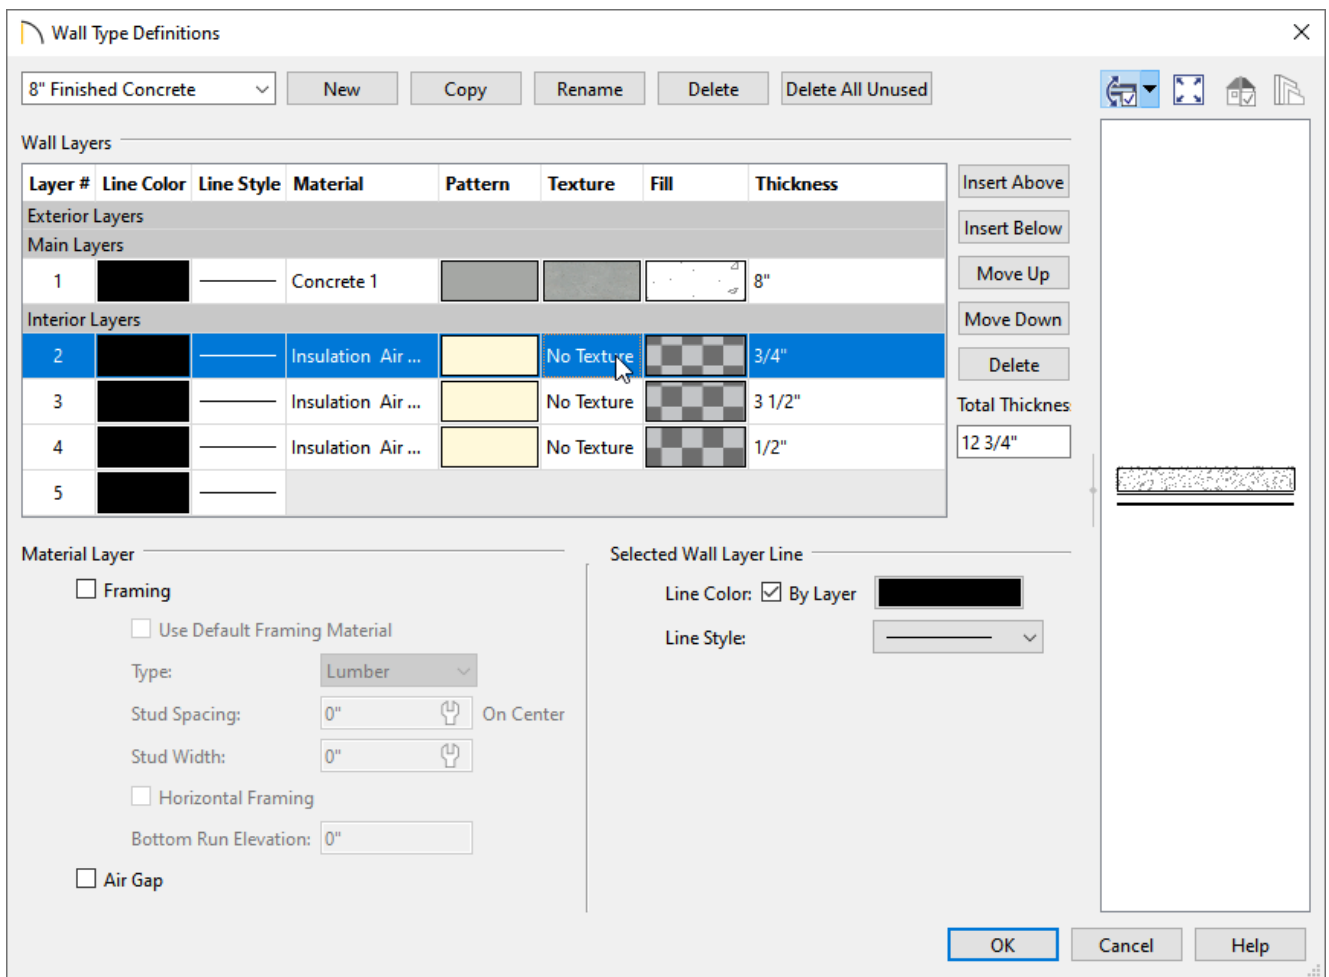 Wall Type Definitions
8" Finished Concrete New Copy Rename Delete Delete All Unused
Wall Layers
Layer # Line Color Line Style Material Pattern Texture Fill Thickness
Exterior Layers
Main Layers
1 Concrete 1 8"
Interior Layers
2 Insulation Air ... No Texture 3/4"
3 Insulation Air ... No Texture 3 1/2"
4 Insulation Air ... No Texture 1/2"
5
Insert Above
Insert Below
Move Up
Move Down
Delete
Total Thicknes
12 3/4"
Material Layer
Framing
Use Default Framing Material
Type: Lumber
Stud Spacing: 0" On Center
Stud Width: 0"
Horizontal Framing
Bottom Run Elevation: 0"
Air Gap
Selected Wall Layer Line
Line Color: By Layer
Line Style:
OK Cancel Help